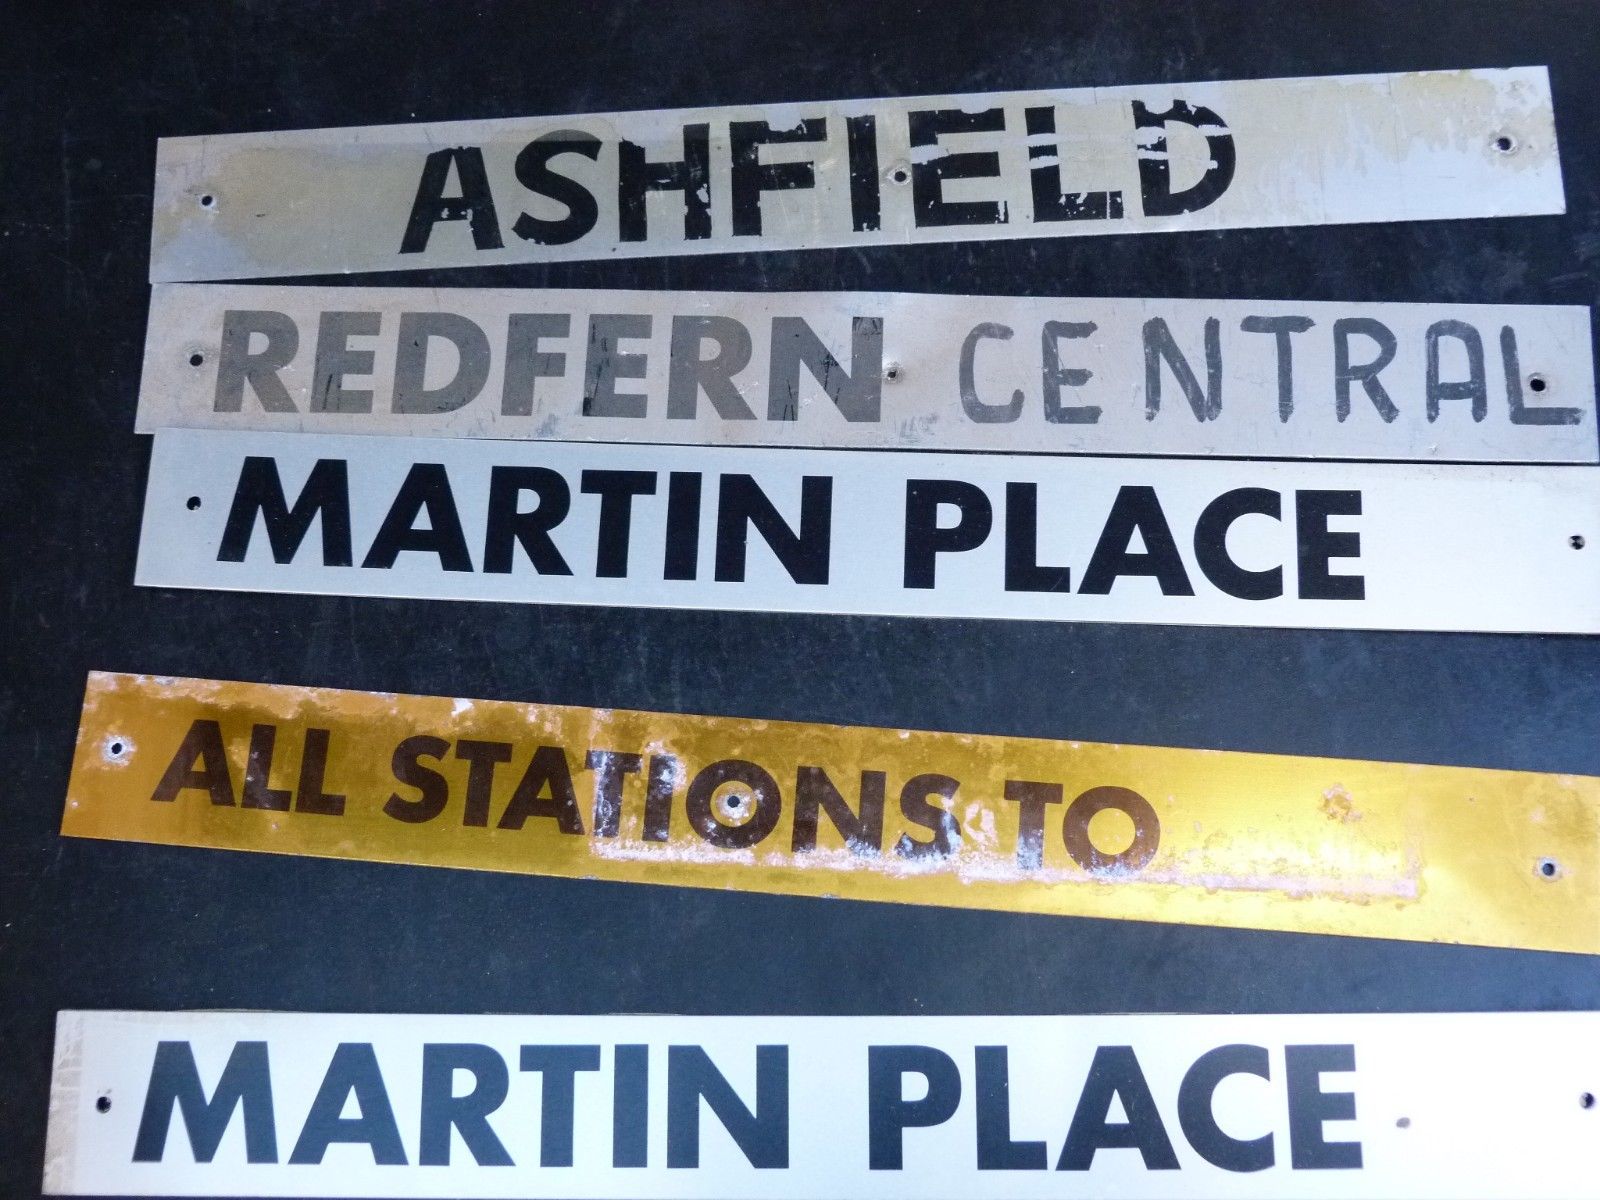 ASHFIELD
REDFERN CENTRAL
MARTIN PLACE
ALL STATIONS TO
MARTIN PLACE